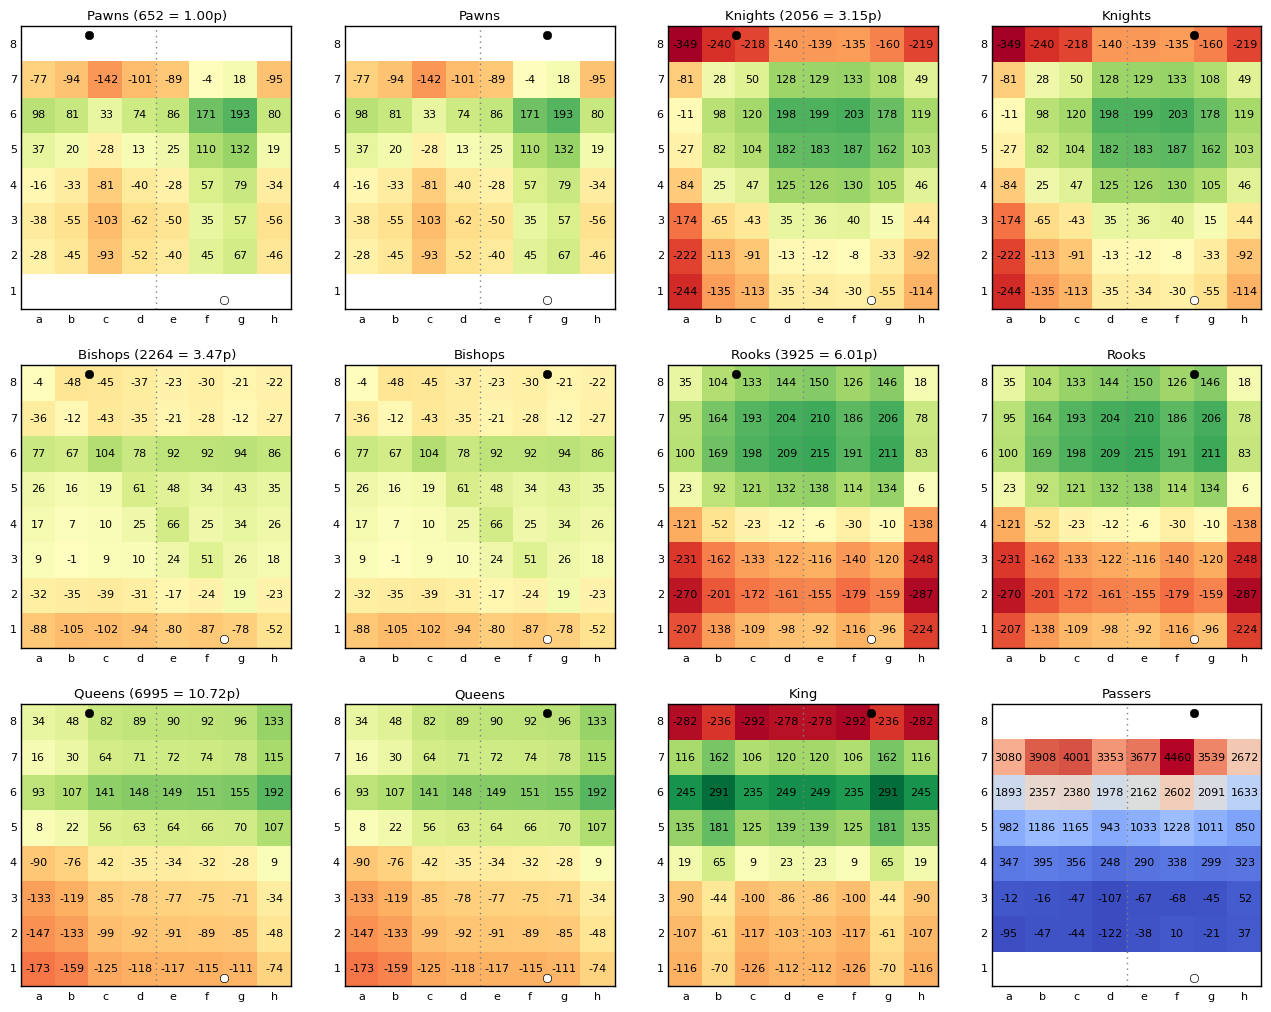 Pawns (652 = 1.00p)
8
7 -77 -94 -142 -101 -89 -4 18 -95
6 98 81 33 74 86 171 193 80
5 37 20 -28 13 25 110 132 19
4 -16 -33 -81 -40 -28 57 79 -34
3 -38 -55 -103 -62 -50 35 57 -56
2 -28 -45 -93 -52 -40 45 67 -46
1
a b c d e f g h
Pawns
8
7 -77 -94 -142 -101 -89 -4 18 -95
6 98 81 33 74 86 171 193 80
5 37 20 -28 13 25 110 132 19
4 -16 -33 -81 -40 -28 57 79 -34
3 -38 -55 -103 -62 -50 35 57 -56
2 -28 -45 -93 -52 -40 45 67 -46
1
a b c d e f g h
Knights (2056 = 3.15p)
8 -349 -240 -218 -140 -139 -135 -160 -219
7 -81 28 50 128 129 133 108 49
6 -11 98 120 198 199 203 178 119
5 -27 82 104 182 183 187 162 103
4 -84 25 47 125 126 130 105 46
3 -174 -65 -43 35 36 40 15 -44
2 -222 -113 -91 -13 -12 -8 -33 -92
1 -244 -135 -113 -35 -34 -30 -55 -114
a b c d e f g h
Knights
8 -349 -240 -218 -140 -139 -135 -160 -219
7 -81 28 50 128 129 133 108 49
6 -11 98 120 198 199 203 178 119
5 -27 82 104 182 183 187 162 103
4 -84 25 47 125 126 130 105 46
3 -174 -65 -43 35 36 40 15 -44
2 -222 -113 -91 -13 -12 -8 -33 -92
1 -244 -135 -113 -35 -34 -30 -55 -114
a b c d e f g h
Bishops (2264 = 3.47p)
8 -4 -48 -45 -37 -23 -30 -21 -22
7 -36 -12 -43 -35 -21 -28 -12 -27
6 77 67 104 78 92 92 94 86
5 26 16 19 61 48 34 43 35
4 17 7 10 25 66 25 34 26
3 9 -1 9 10 24 51 26 18
2 -32 -35 -39 -31 -17 -24 19 -23
1 -88 -105 -102 -94 -80 -87 -78 -52
a b c d e f g h
Bishops
8 -4 -48 -45 -37 -23 -30 -21 -22
7 -36 -12 -43 -35 -21 -28 -12 -27
6 77 67 104 78 92 92 94 86
5 26 16 19 61 48 34 43 35
4 17 7 10 25 66 25 34 26
3 9 -1 9 10 24 51 26 18
2 -32 -35 -39 -31 -17 -24 19 -23
1 -88 -105 -102 -94 -80 -87 -78 -52
a b c d e f g h
Rooks (3925 = 6.01p)
8 35 104 133 144 150 126 146 18
7 95 164 193 204 210 186 206 78
6 100 169 198 209 215 191 211 83
5 23 92 121 132 138 114 134 6
4 -121 -52 -23 -12 -6 -30 -10 -138
3 -231 -162 -133 -122 -116 -140 -120 -248
2 -270 -201 -172 -161 -155 -179 -159 -287
1 -207 -138 -109 -98 -92 -116 -96 -224
a b c d e f g h
Rooks
8 35 104 133 144 150 126 146 18
7 95 164 193 204 210 186 206 78
6 100 169 198 209 215 191 211 83
5 23 92 121 132 138 114 134 6
4 -121 -52 -23 -12 -6 -30 -10 -138
3 -231 -162 -133 -122 -116 -140 -120 -248
2 -270 -201 -172 -161 -155 -179 -159 -287
1 -207 -138 -109 -98 -92 -116 -96 -224
a b c d e f g h
Queens (6995 = 10.72p)
8 34 48 82 89 90 92 96 133
7 16 30 64 71 72 74 78 115
6 93 107 141 148 149 151 155 192
5 8 22 56 63 64 66 70 107
4 -90 -76 -42 -35 -34 -32 -28 9
3 -133 -119 -85 -78 -77 -75 -71 -34
2 -147 -133 -99 -92 -91 -89 -85 -48
1 -173 -159 -125 -118 -117 -115 -111 -74
a b c d e f g h
Queens
8 34 48 82 89 90 92 96 133
7 16 30 64 71 72 74 78 115
6 93 107 141 148 149 151 155 192
5 8 22 56 63 64 66 70 107
4 -90 -76 -42 -35 -34 -32 -28 9
3 -133 -119 -85 -78 -77 -75 -71 -34
2 -147 -133 -99 -92 -91 -89 -85 -48
1 -173 -159 -125 -118 -117 -115 -111 -74
a b c d e f g h
King
8 -282 -236 -292 -278 -278 -292 -236 -282
7 116 162 106 120 120 106 162 116
6 245 291 235 249 249 235 291 245
5 135 181 125 139 139 125 181 135
4 19 65 9 23 23 9 65 19
3 -90 -44 -100 -86 -86 -100 -44 -90
2 -107 -61 -117 -103 -103 -117 -61 -107
1 -116 -70 -126 -112 -112 -126 -70 -116
a b c d e f g h
Passers
8
7 3080 3908 4001 3353 3677 4460 3539 2672
6 1893 2357 2380 1978 2162 2602 2091 1633
5 982 1186 1165 943 1033 1228 1011 850
4 347 395 356 248 290 338 299 323
3 -12 -16 -47 -107 -67 -68 -45 52
2 -95 -47 -44 -122 -38 10 -21 37
1
a b c d e f g h